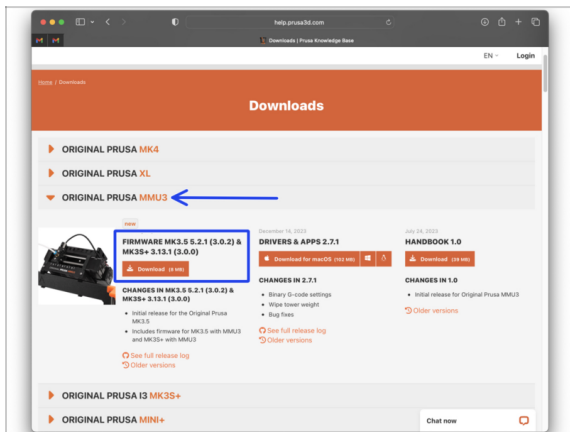 help.prusa3d.com
Downloads | Prusa Knowledge Base
EN
Login
Home / Downloads
Downloads
ORIGINAL PRUSA MK4
ORIGINAL PRUSA XL
ORIGINAL PRUSA MMU3
new
FIRMWARE MK3.5 5.2.1 (3.0.2) &
MK3S+ 3.13.1 (3.0.0)
Download (9 MB)
CHANGES IN MK3.5 5.2.1 (3.0.2) &
MK3S+ 3.13.1 (3.0.0)
• Initial release for the Original Prusa
MK3.5
• Includes firmware for MK3.5 with MMU3
and MK3S+ with MMU3
See full release log
Older versions
December 14, 2023
DRIVERS & APPS 2.7.1
Download for macOS (162 MB)
CHANGES IN 2.7.1
• Binary G-code settings
• Wipe tower weight
• Bug fixes
See full release log
Older versions
July 24, 2023
HANDBOOK 1.0
Download (59 MB)
CHANGES IN 1.0
• Initial release for Original Prusa MMU3
Older versions
ORIGINAL PRUSA I3 MK3S+
ORIGINAL PRUSA MINI+
Chat now